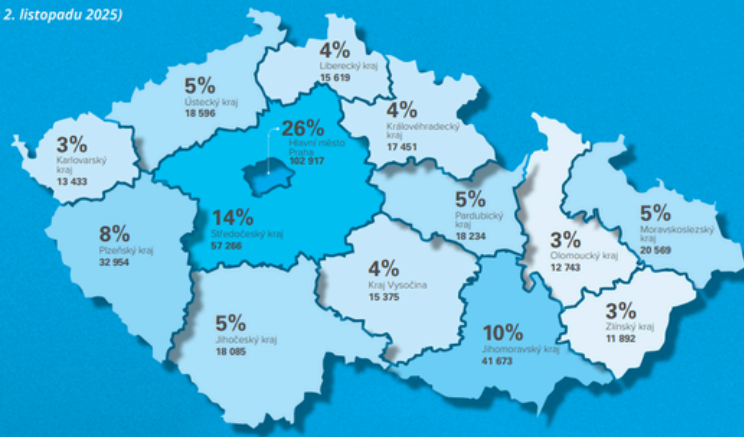 2. listopadu 2025)
4%
Liberecký kraj
15 619
5%
Ústecký kraj
18 596
4%
Královéhradecký
kraj
17 451
26%
Hlavní město
Praha
102 917
3%
Karlovarský
kraj
13 433
14%
Středočeský kraj
57 266
8%
Plzeňský kraj
32 954
5%
Pardubický
kraj
18 234
5%
Moravskoslezský
kraj
20 569
3%
Olomoucký kraj
12 743
4%
Kraj Vysočina
15 375
3%
Zlínský kraj
11 892
5%
Jihočeský kraj
18 085
10%
Jihomoravský kraj
41 673